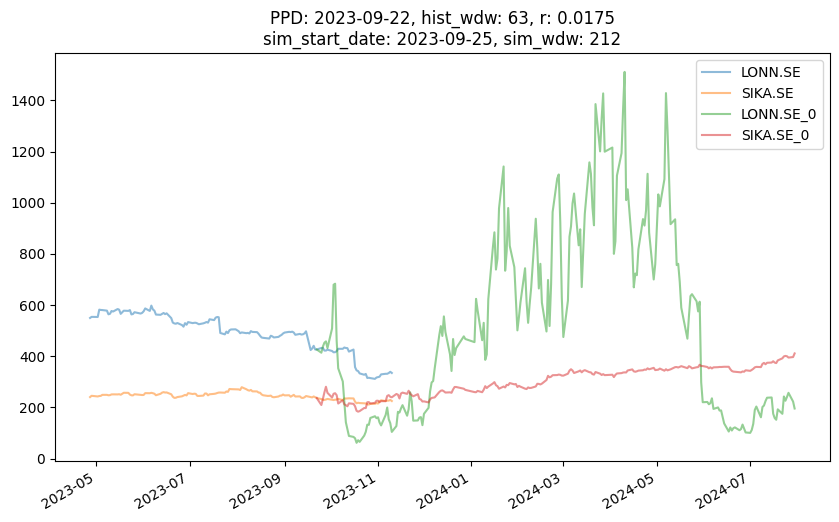 PPD: 2023-09-22, hist_wdw: 63, r: 0.0175
sim_start_date: 2023-09-25, sim_wdw: 212
LONN.SE
SIKA.SE
LONN.SE_0
SIKA.SE_0
1400
1200
1000
800
600
400
200
0
2023-05
2023-07
2023-09
2023-11
2024-01
2024-03
2024-05
2024-07